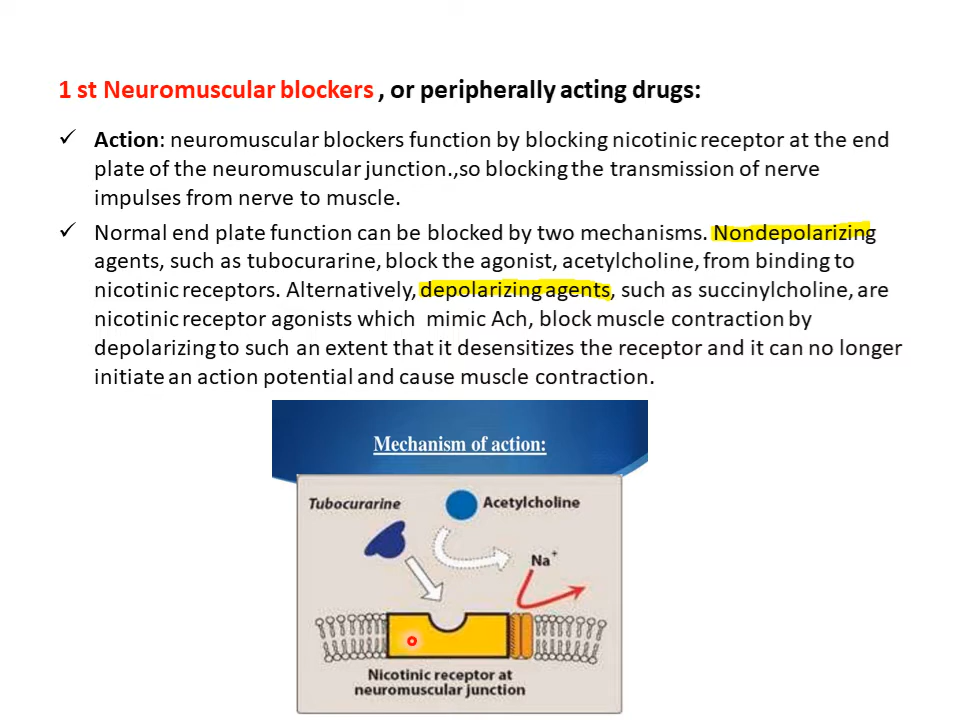 1 st Neuromuscular blockers , or peripherally acting drugs:
✓ Action: neuromuscular blockers function by blocking nicotinic receptor at the end
plate of the neuromuscular junction.,so blocking the transmission of nerve
impulses from nerve to muscle.
✓ Normal end plate function can be blocked by two mechanisms. Nondepolarizing
agents, such as tubocurarine, block the agonist, acetylcholine, from binding to
nicotinic receptors. Alternatively, depolarizing agents, such as succinylcholine, are
nicotinic receptor agonists which mimic Ach, block muscle contraction by
depolarizing to such an extent that it desensitizes the receptor and it can no longer
initiate an action potential and cause muscle contraction.
Mechanism of action:
Tubocurarine
Acetylcholine
Na+
Nicotinic receptor at
neuromuscular junction